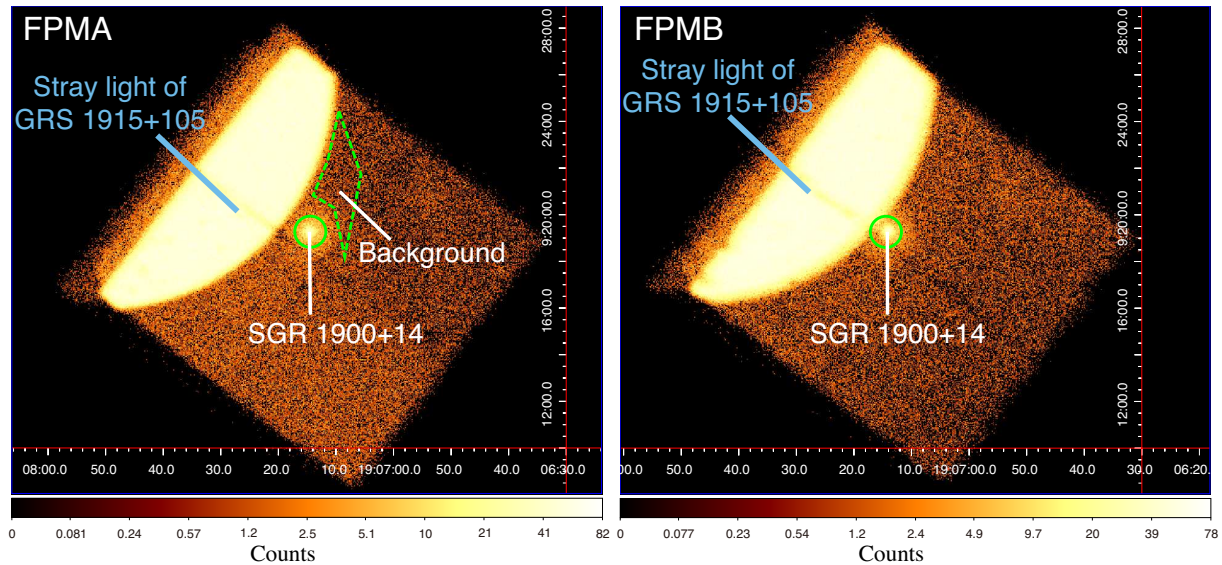 FPMA
Stray light of
GRS 1915+105
Background
SGR 1900+14
28:00.0
24:00.0
9:20:00.0
16:00.0
12:00.0
08:00.0 50.0 40.0 30.0 20.0 10.0 19:07:00.0 50.0 40.0 06:30.0
0 0.081 0.24 0.57 1.2 2.5 5.1 10 21 41 82
Counts
FPMB
Stray light of
GRS 1915+105
SGR 1900+14
28:00.0
24:00.0
9:20:00.0
16:00.0
12:00.0
00.0 50.0 40.0 30.0 20.0 10.0 19:07:00.0 50.0 40.0 30.0 06:20.
0 0.077 0.23 0.54 1.2 2.4 4.9 9.7 20 39 78
Counts